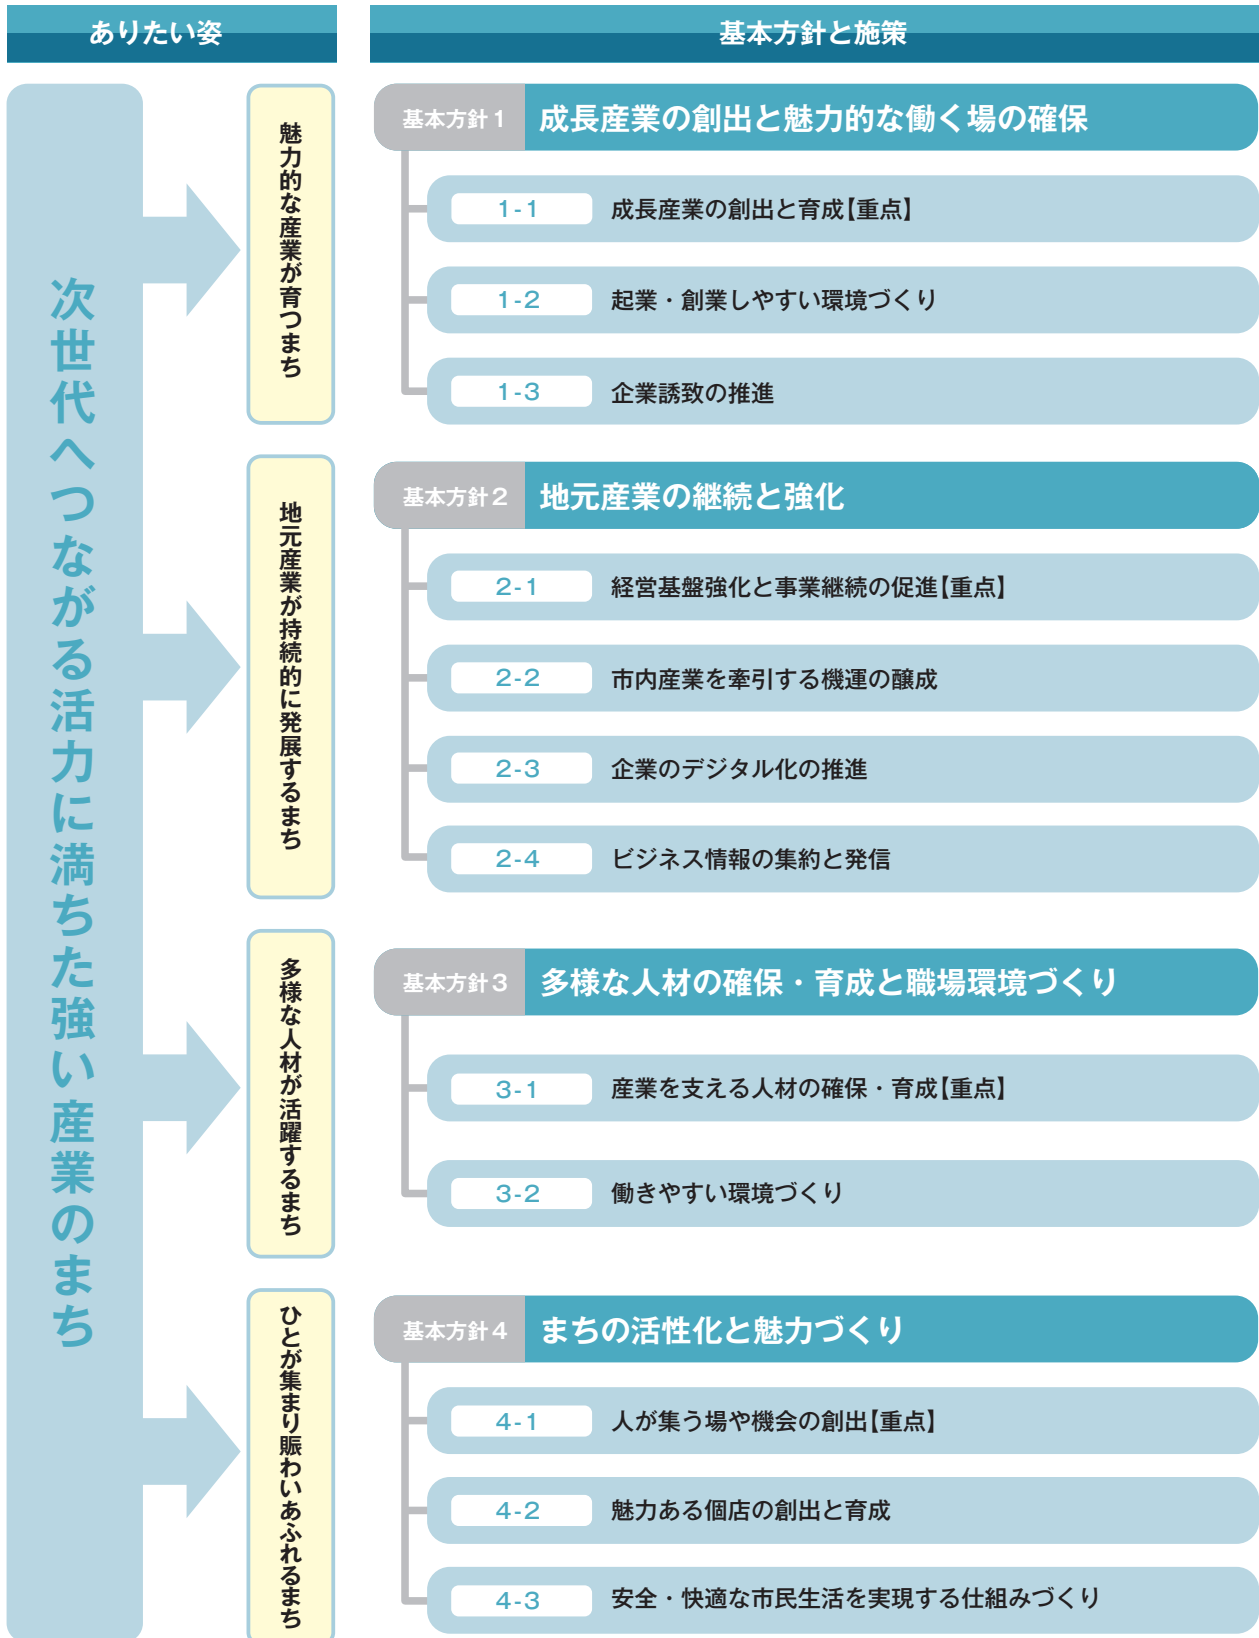 ありたい姿
基本方針と施策
次世代へつながる活力に満ちた強い産業のまち
魅力的な産業が育つまち
基本方針1 成長産業の創出と魅力的な働く場の確保
1-1 成長産業の創出と育成【重点】
1-2 起業・創業しやすい環境づくり
1-3 企業誘致の推進
地元産業が持続的に発展するまち
基本方針2 地元産業の継続と強化
2-1 経営基盤強化と事業継続の促進【重点】
2-2 市内産業を牽引する機運の醸成
2-3 企業のデジタル化の推進
2-4 ビジネス情報の集約と発信
多様な人材が活躍するまち
基本方針3 多様な人材の確保・育成と職場環境づくり
3-1 産業を支える人材の確保・育成【重点】
3-2 働きやすい環境づくり
ひとが集まり賑わいあふれるまち
基本方針4 まちの活性化と魅力づくり
4-1 人が集う場や機会の創出【重点】
4-2 魅力ある個店の創出と育成
4-3 安全・快適な市民生活を実現する仕組みづくり